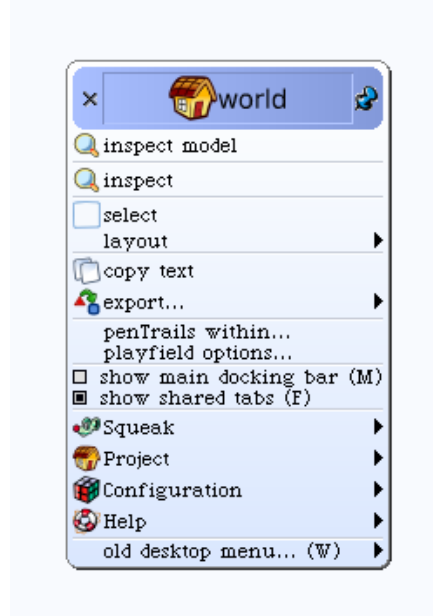 world
inspect model
inspect
select
layout
copy text
export...
penTrails within...
playfield options...
show main docking bar (M)
show shared tabs (F)
Squeak
Project
Configuration
Help
old desktop menu... (W)